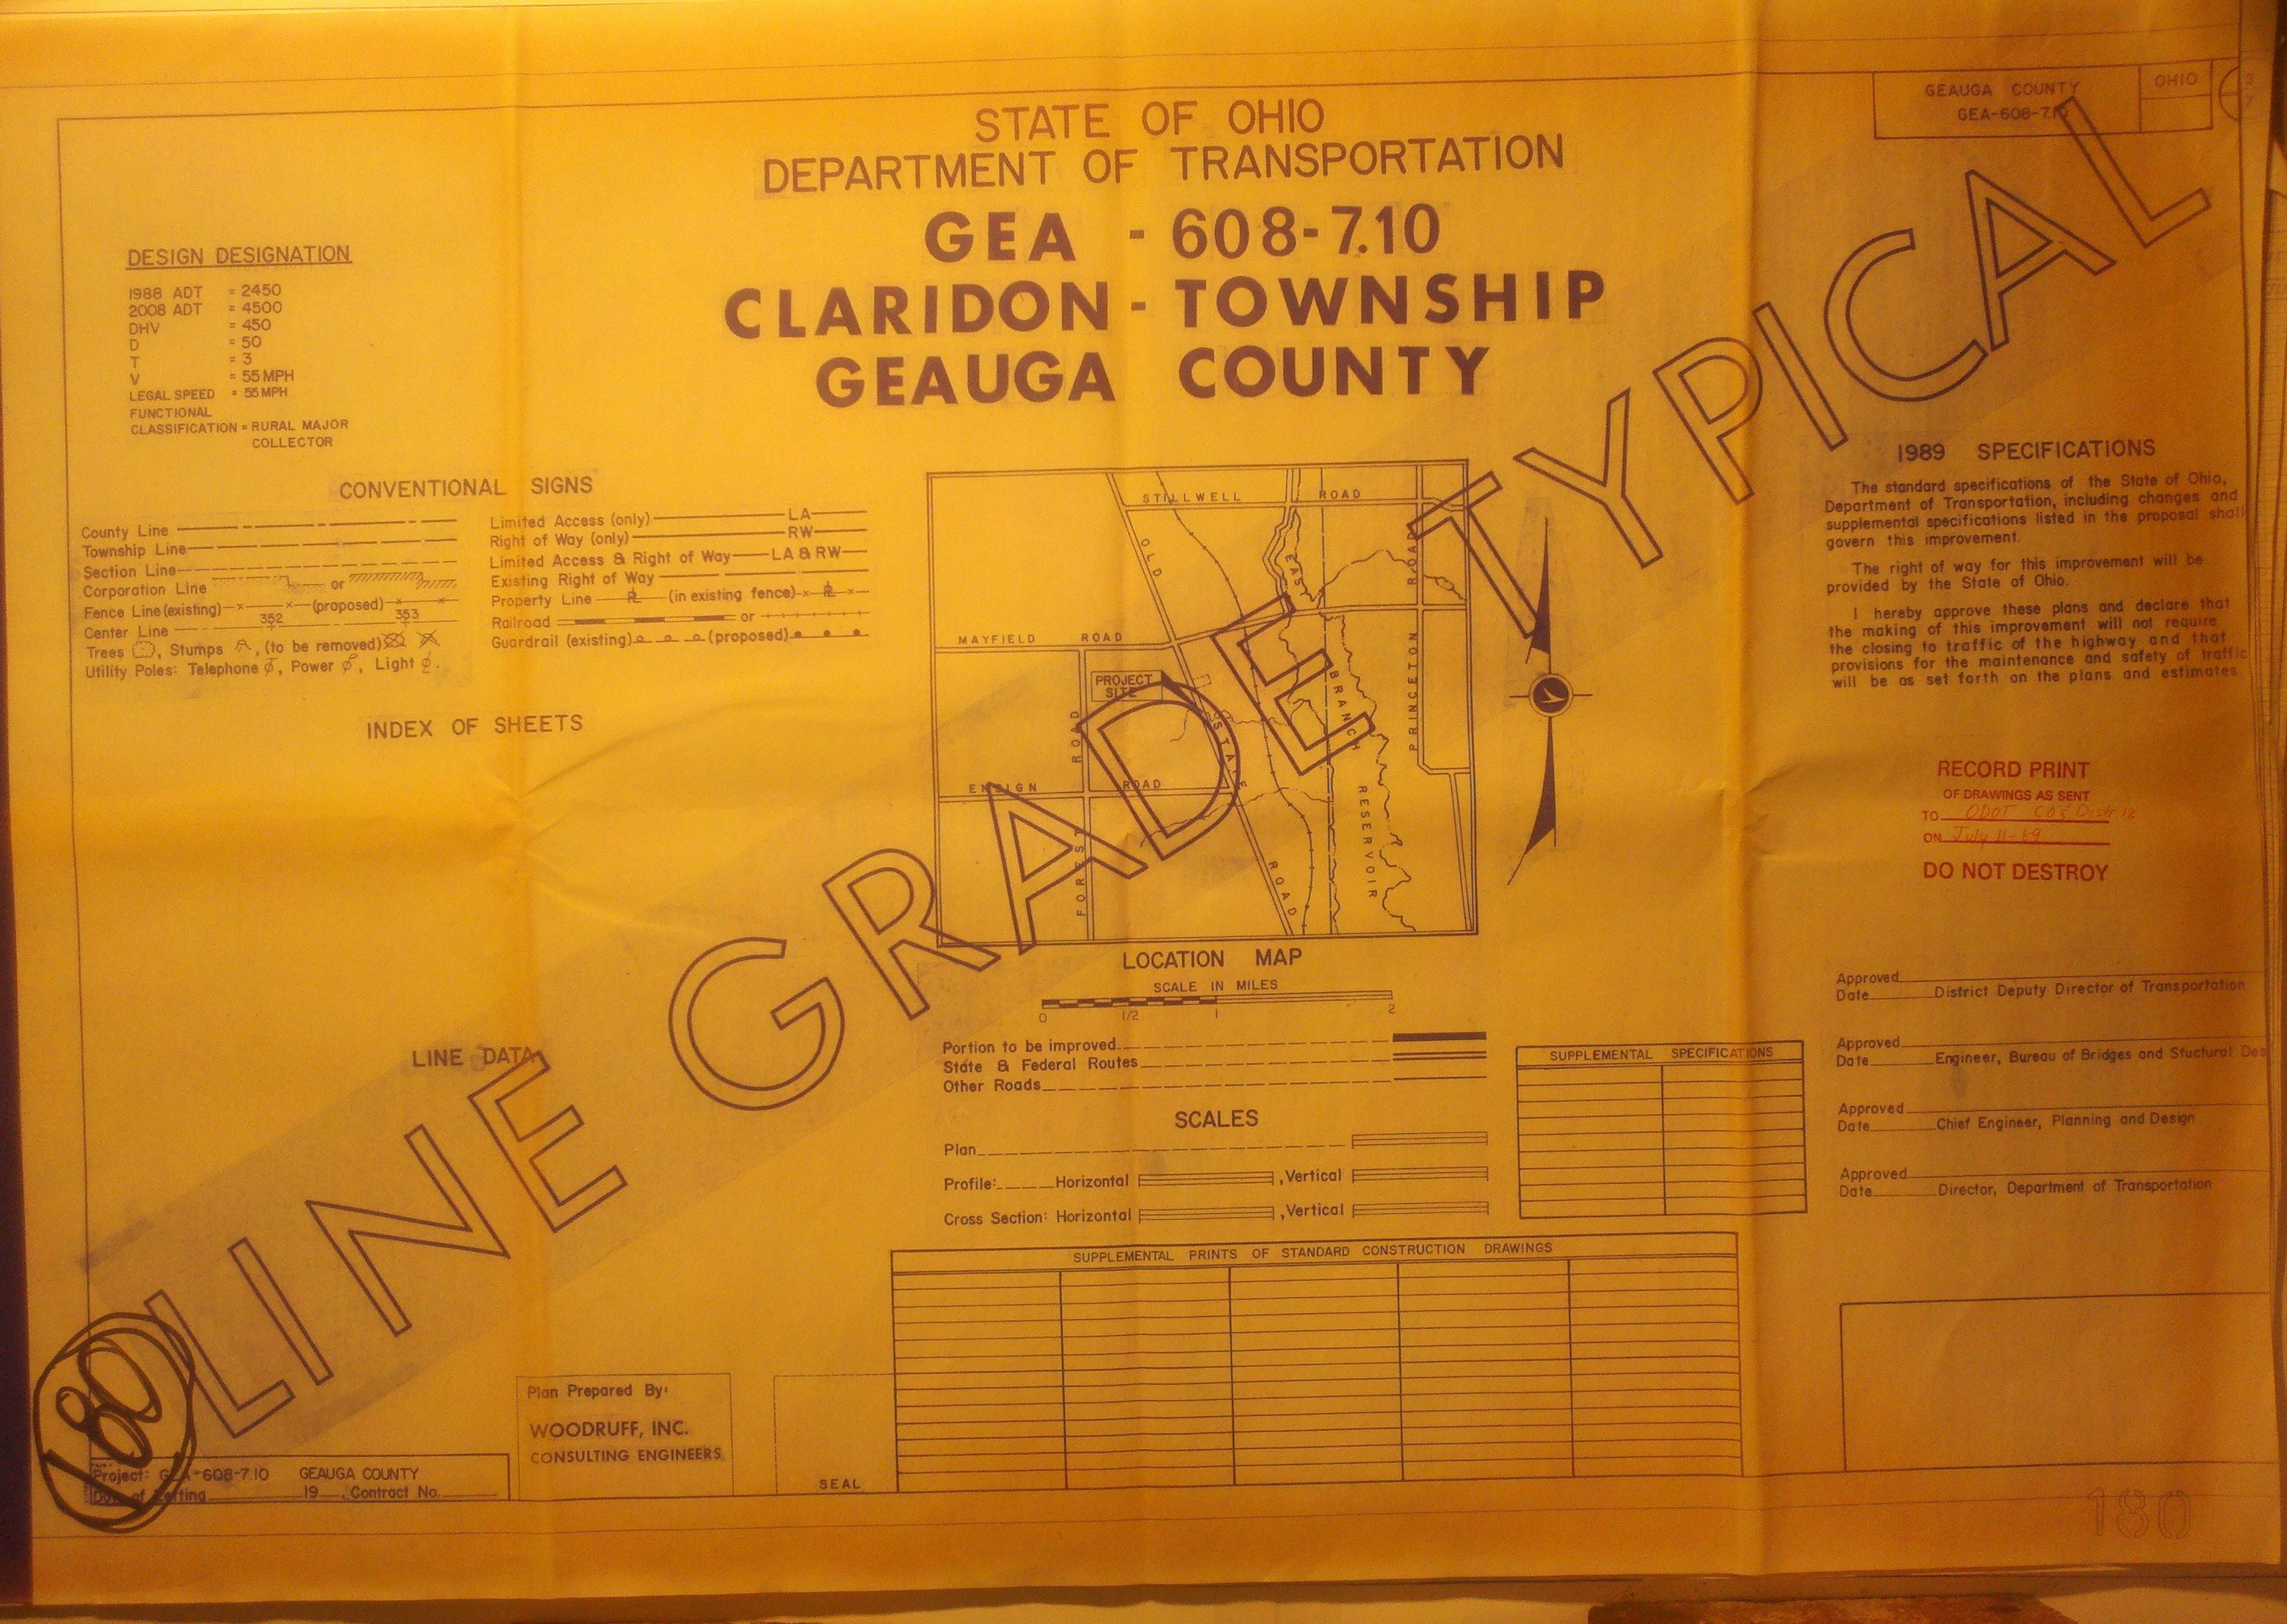 GEAUGA COUNTY
GEA-608-7.10
OHIO
STATE OF OHIO
DEPARTMENT OF TRANSPORTATION
GEA - 608-7.10
CLARIDON - TOWNSHIP
GEAUGA COUNTY
LINE GRADE TYPICAL
DESIGN DESIGNATION
1988 ADT = 2450
2008 ADT = 4500
DHV = 450
D = 50
T = 3
V = 55 MPH
LEGAL SPEED = 55 MPH
FUNCTIONAL
CLASSIFICATION = RURAL MAJOR
COLLECTOR
CONVENTIONAL SIGNS
County Line
Township Line
Section Line
Corporation Line or
Fence Line (existing) (proposed)
352 353
Center Line
Trees , Stumps , (to be removed)
Utility Poles: Telephone , Power , Light .
Limited Access (only) LA
Right of Way (only) RW
Limited Access & Right of Way LA & RW
Existing Right of Way
Property Line (in existing fence)
Railroad or
Guardrail (existing) (proposed)
INDEX OF SHEETS
LINE DATA
STILLWELL ROAD
OLD STATE ROAD
EAST BRANCH RESERVOIR
PRINCETON ROAD
MAYFIELD ROAD
PROJECT
SITE
ENSIGN ROAD
FOREST ROAD
LOCATION MAP
SCALE IN MILES
0 1/2 1 2
Portion to be improved
State & Federal Routes
Other Roads
SCALES
Plan
Profile: Horizontal , Vertical
Cross Section: Horizontal , Vertical
SUPPLEMENTAL SPECIFICATIONS
SUPPLEMENTAL PRINTS OF STANDARD CONSTRUCTION DRAWINGS
1989 SPECIFICATIONS
The standard specifications of the State of Ohio,
Department of Transportation, including changes and
supplemental specifications listed in the proposal shall
govern this improvement.
The right of way for this improvement will be
provided by the State of Ohio.
I hereby approve these plans and declare that
the making of this improvement will not require
the closing to traffic of the highway and that
provisions for the maintenance and safety of traffic
will be as set forth on the plans and estimates.
RECORD PRINT
OF DRAWINGS AS SENT
TO ODOT CO & Distr 12
ON July 11-89
DO NOT DESTROY
Approved
Date District Deputy Director of Transportation
Approved
Date Engineer, Bureau of Bridges and Stuctural Des
Approved
Date Chief Engineer, Planning and Design
Approved
Date Director, Department of Transportation
Plan Prepared By:
WOODRUFF, INC.
CONSULTING ENGINEERS
SEAL
180
Project: GEA-608-7.10 GEAUGA COUNTY
Date of Letting 19 Contract No.
180